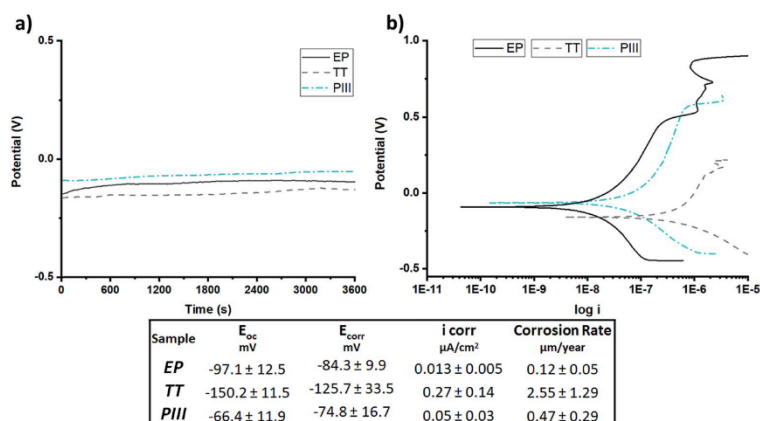 a)
0.5
0.0
-0.5
Potential (V)
EP
TT
PIII
0 600 1200 1800 2400 3000 3600
Time (s)
b)
1.0
0.5
0.0
-0.5
Potential (V)
EP TT PIII
1E-11 1E-10 1E-9 1E-8 1E-7 1E-6 1E-5
log i
Sample E_oc mV E_corr mV i corr µA/cm² Corrosion Rate µm/year
EP -97.1 ± 12.5 -84.3 ± 9.9 0.013 ± 0.005 0.12 ± 0.05
TT -150.2 ± 11.5 -125.7 ± 33.5 0.27 ± 0.14 2.55 ± 1.29
PIII -66.4 ± 11.9 -74.8 ± 16.7 0.05 ± 0.03 0.47 ± 0.29